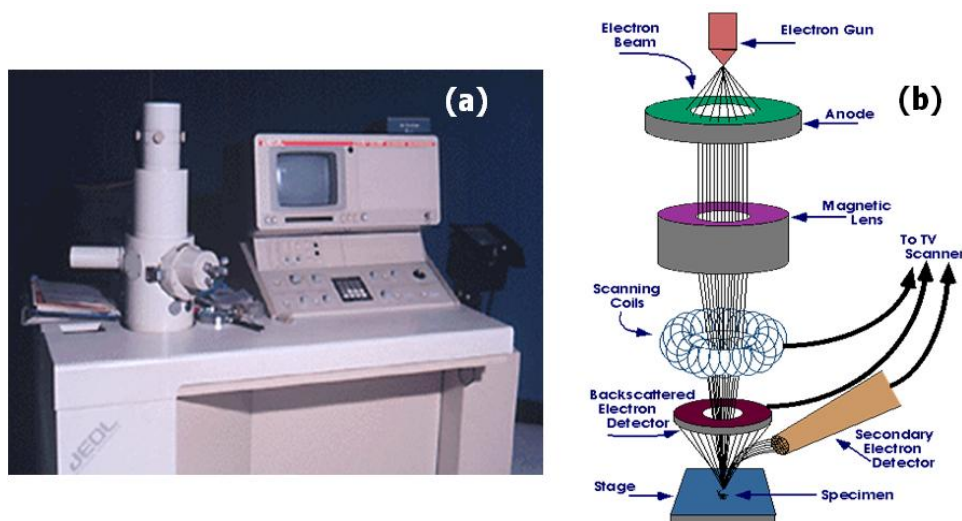 (a)
JEOL
JEOL
(b)
Electron
Beam
Electron Gun
Anode
Magnetic
Lens
To TV
Scanner
Scanning
Coils
Backscattered
Electron
Detector
Secondary
Electron
Detector
Stage
Specimen